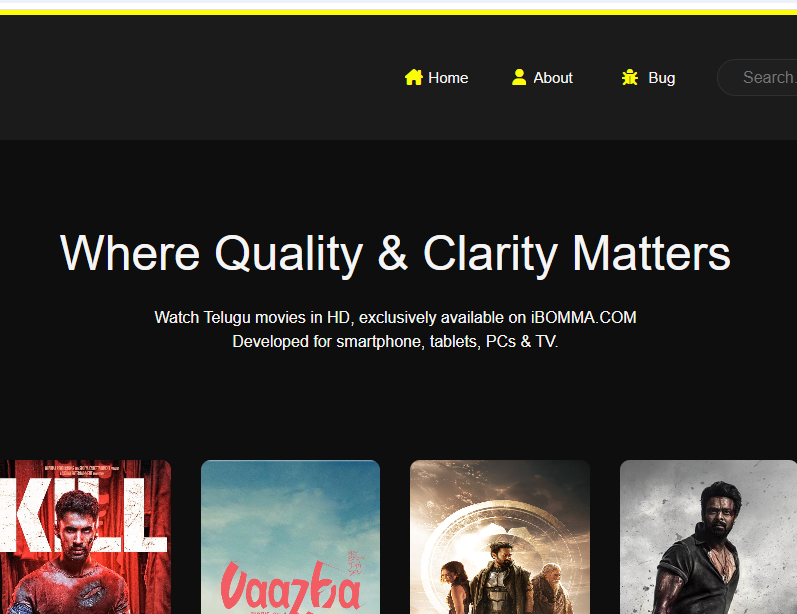 Home
About
Bug
Search.
Where Quality & Clarity Matters
Watch Telugu movies in HD, exclusively available on iBOMMA.COM
Developed for smartphone, tablets, PCs & TV.
KILL
vaazha